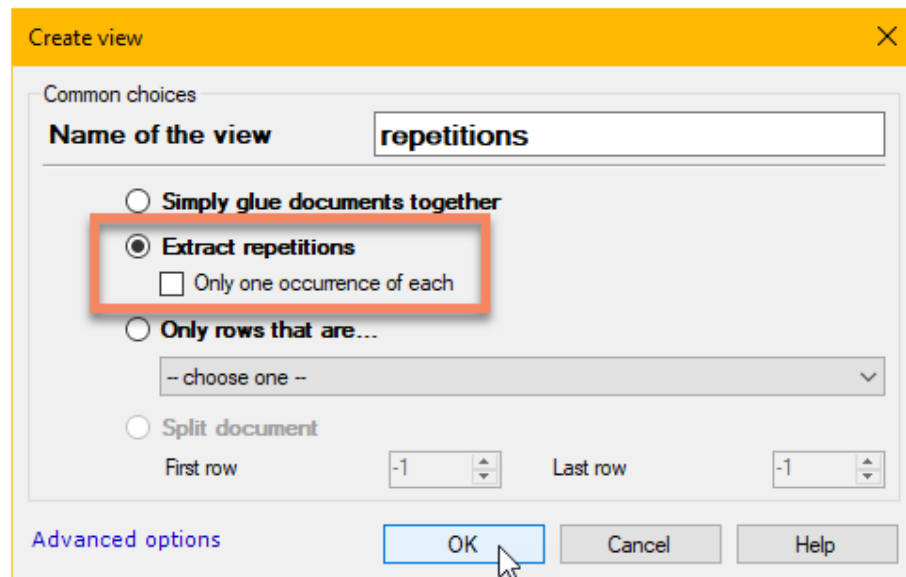 Create view
Common choices
Name of the view repetitions
Simply glue documents together
Extract repetitions
Only one occurrence of each
Only rows that are...
-- choose one --
Split document
First row -1 Last row -1
Advanced options OK Cancel Help